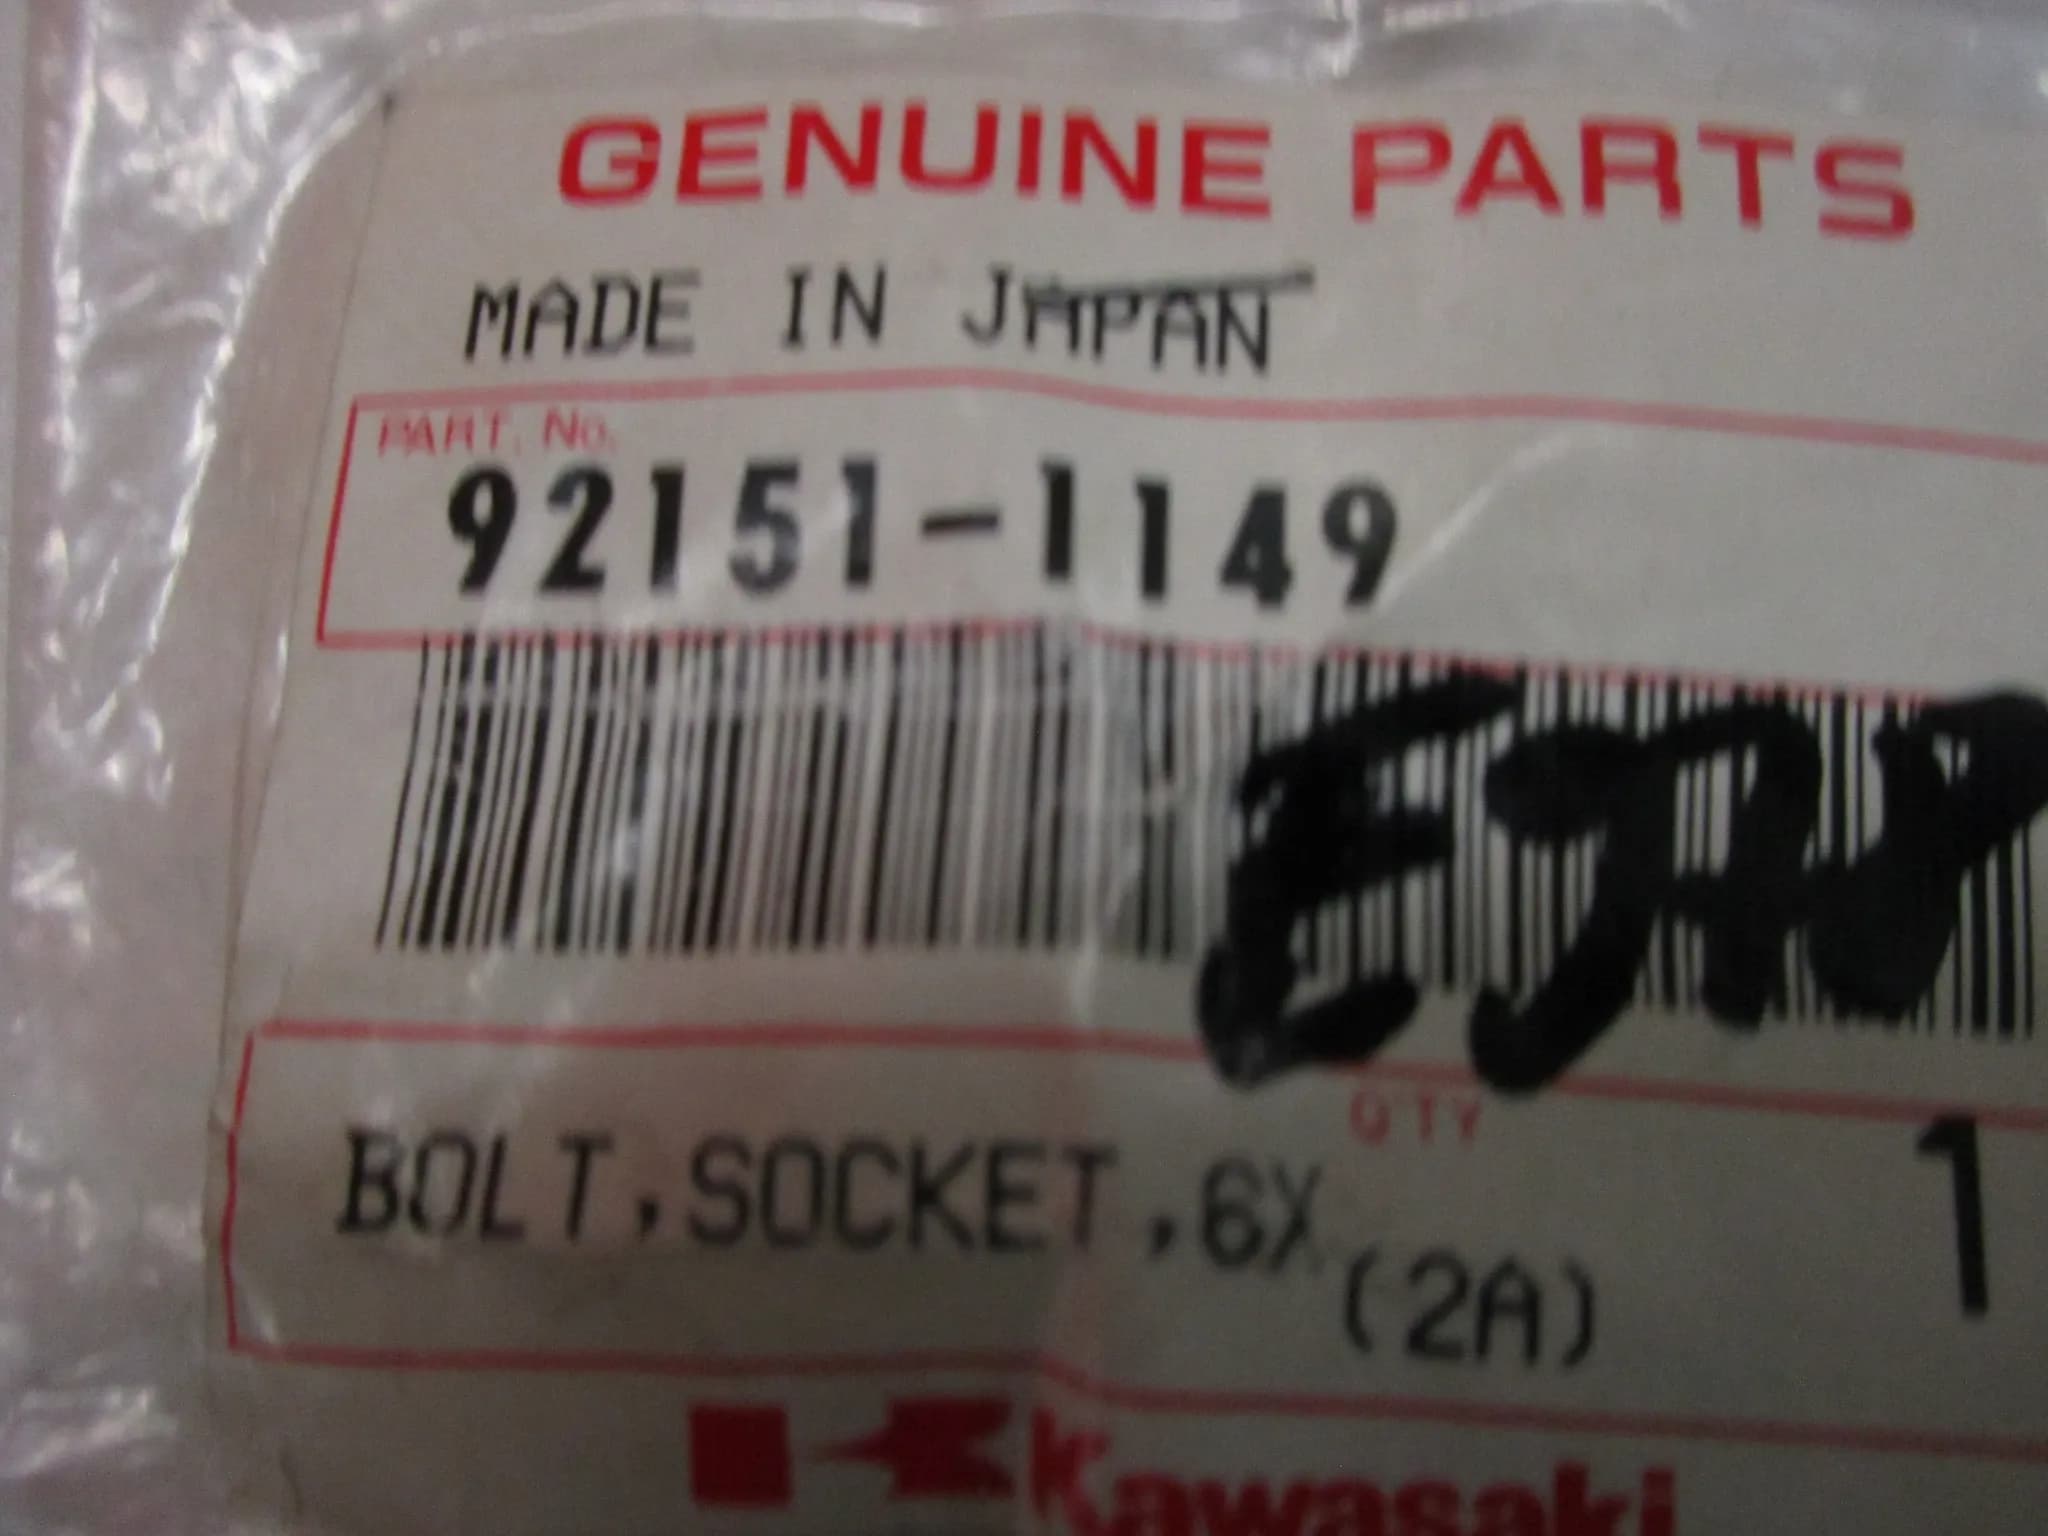 GENUINE PARTS
MADE IN JAPAN
PART. No.
92151-1149
QTY
BOLT,SOCKET,6X
1
(2A)
Kawasaki